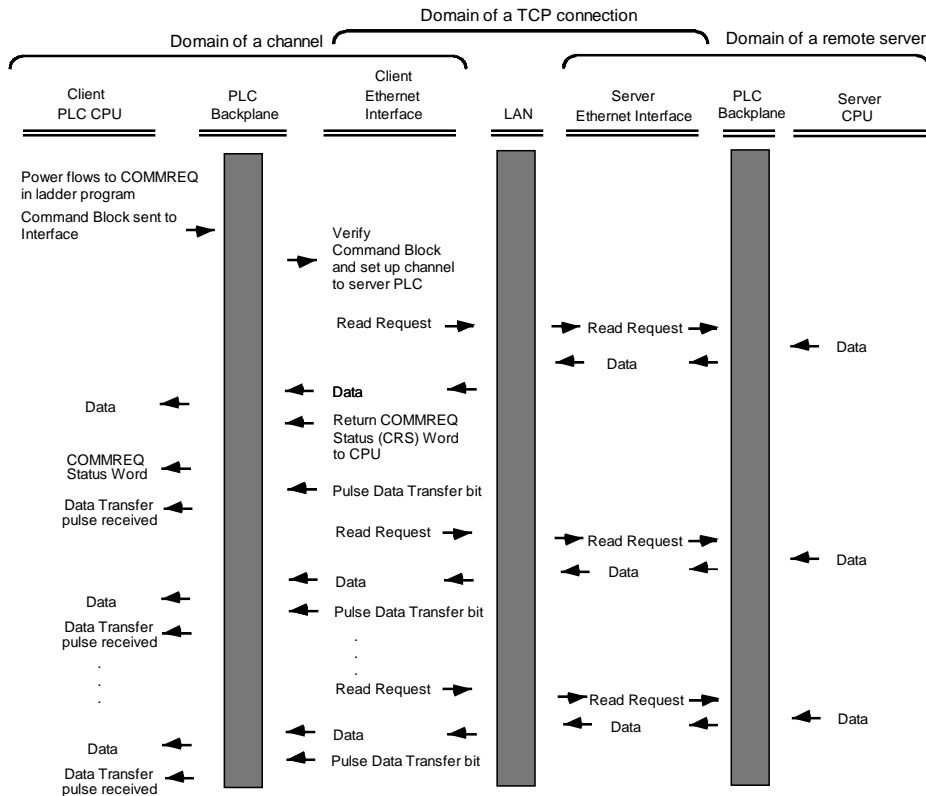 Domain of a TCP connection
Domain of a channel
Domain of a remote server
Client
PLC CPU
PLC
Backplane
Client
Ethernet
Interface
LAN
Server
Ethernet Interface
PLC
Backplane
Server
CPU
Power flows to COMMREQ
in ladder program
Command Block sent to
Interface
Verify
Command Block
and set up channel
to server PLC
Read Request
Read Request
Data
Data
Data
Data
Return COMMREQ
Status (CRS) Word
to CPU
COMMREQ
Status Word
Pulse Data Transfer bit
Data Transfer
pulse received
Read Request
Read Request
Data
Data
Data
Data
Pulse Data Transfer bit
Data Transfer
pulse received
.
.
.
.
.
.
Read Request
Read Request
Data
Data
Data
Data
Pulse Data Transfer bit
Data Transfer
pulse received